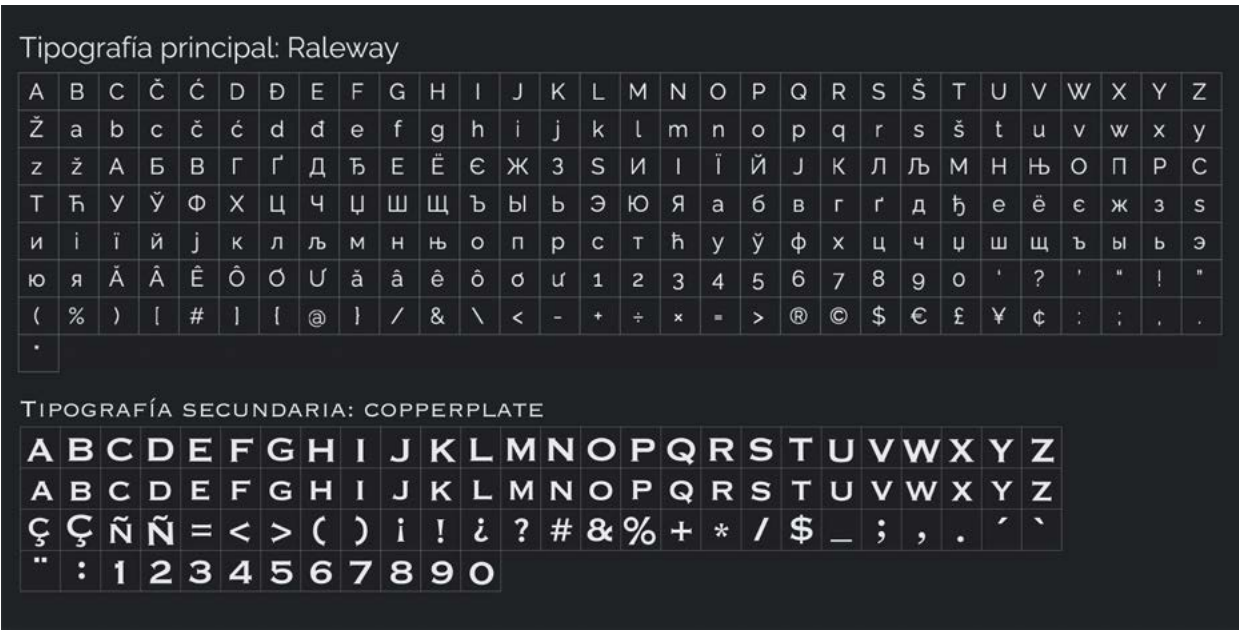 Tipografía principal: Raleway
A B C Č Ć D Đ E F G H I J K L M N O P Q R S Š T U V W X Y Z
Ž a b c č ć d đ e f g h i j k l m n o p q r s š t u v w x y
z ž А Б В Г Ґ Д Ђ Е Ё Є Ж З Ѕ И І Ї Й Ј К Л Љ М Н Њ О П Р С
Т Ћ У Ў Ф Х Ц Ч Џ Ш Щ Ъ Ы Ь Э Ю Я а б в г ґ д ђ е ё є ж з ѕ
и і ї й ј к л љ м н њ о п р с т ћ у ў ф х ц ч џ ш щ ъ ы ь э
ю я Ă Â Ê Ô Ơ Ư ă â ê ô ơ ư 1 2 3 4 5 6 7 8 9 0 ‘ ? ’ “ ! ”
( % ) [ # ] { @ } / & \ < - + ÷ × = > ® © $ € £ ¥ ¢ : ; , .
*
TIPOGRAFÍA SECUNDARIA: COPPERPLATE
A B C D E F G H I J K L M N O P Q R S T U V W X Y Z
A B C D E F G H I J K L M N O P Q R S T U V W X Y Z
Ç Ç Ñ Ñ = < > ( ) ¡ ! ¿ ? # & % + * / $ _ ; , . ´ `
¨ : 1 2 3 4 5 6 7 8 9 0